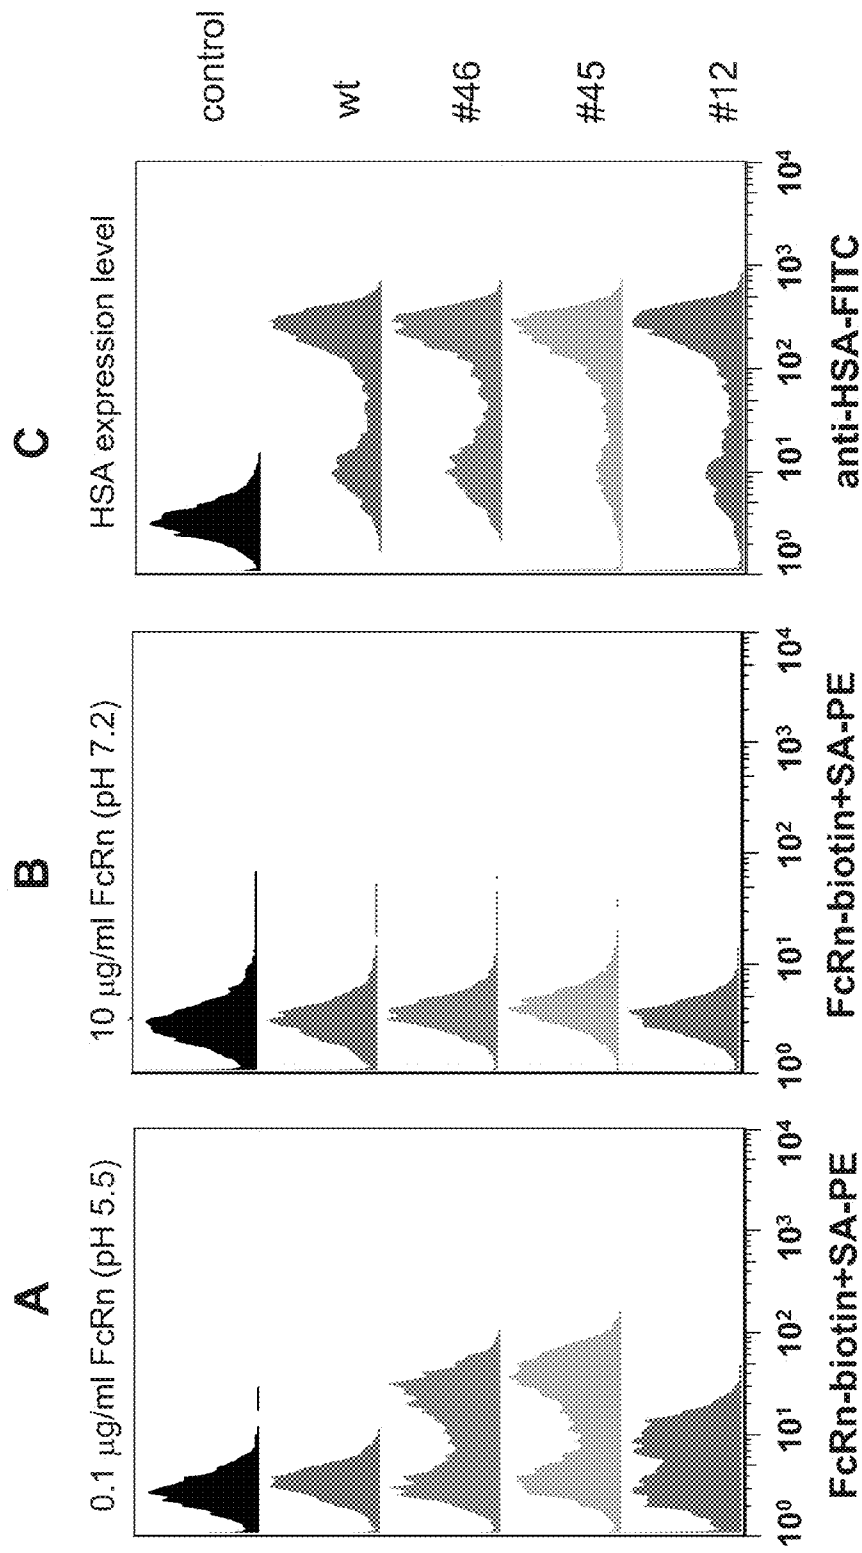 A
0.1 µg/ml FcRn (pH 5.5)
10⁰ 10¹ 10² 10³ 10⁴
FcRn-biotin+SA-PE
B
10 µg/ml FcRn (pH 7.2)
10⁰ 10¹ 10² 10³ 10⁴
FcRn-biotin+SA-PE
C
HSA expression level
10⁰ 10¹ 10² 10³ 10⁴
anti-HSA-FITC
control
wt
#46
#45
#12